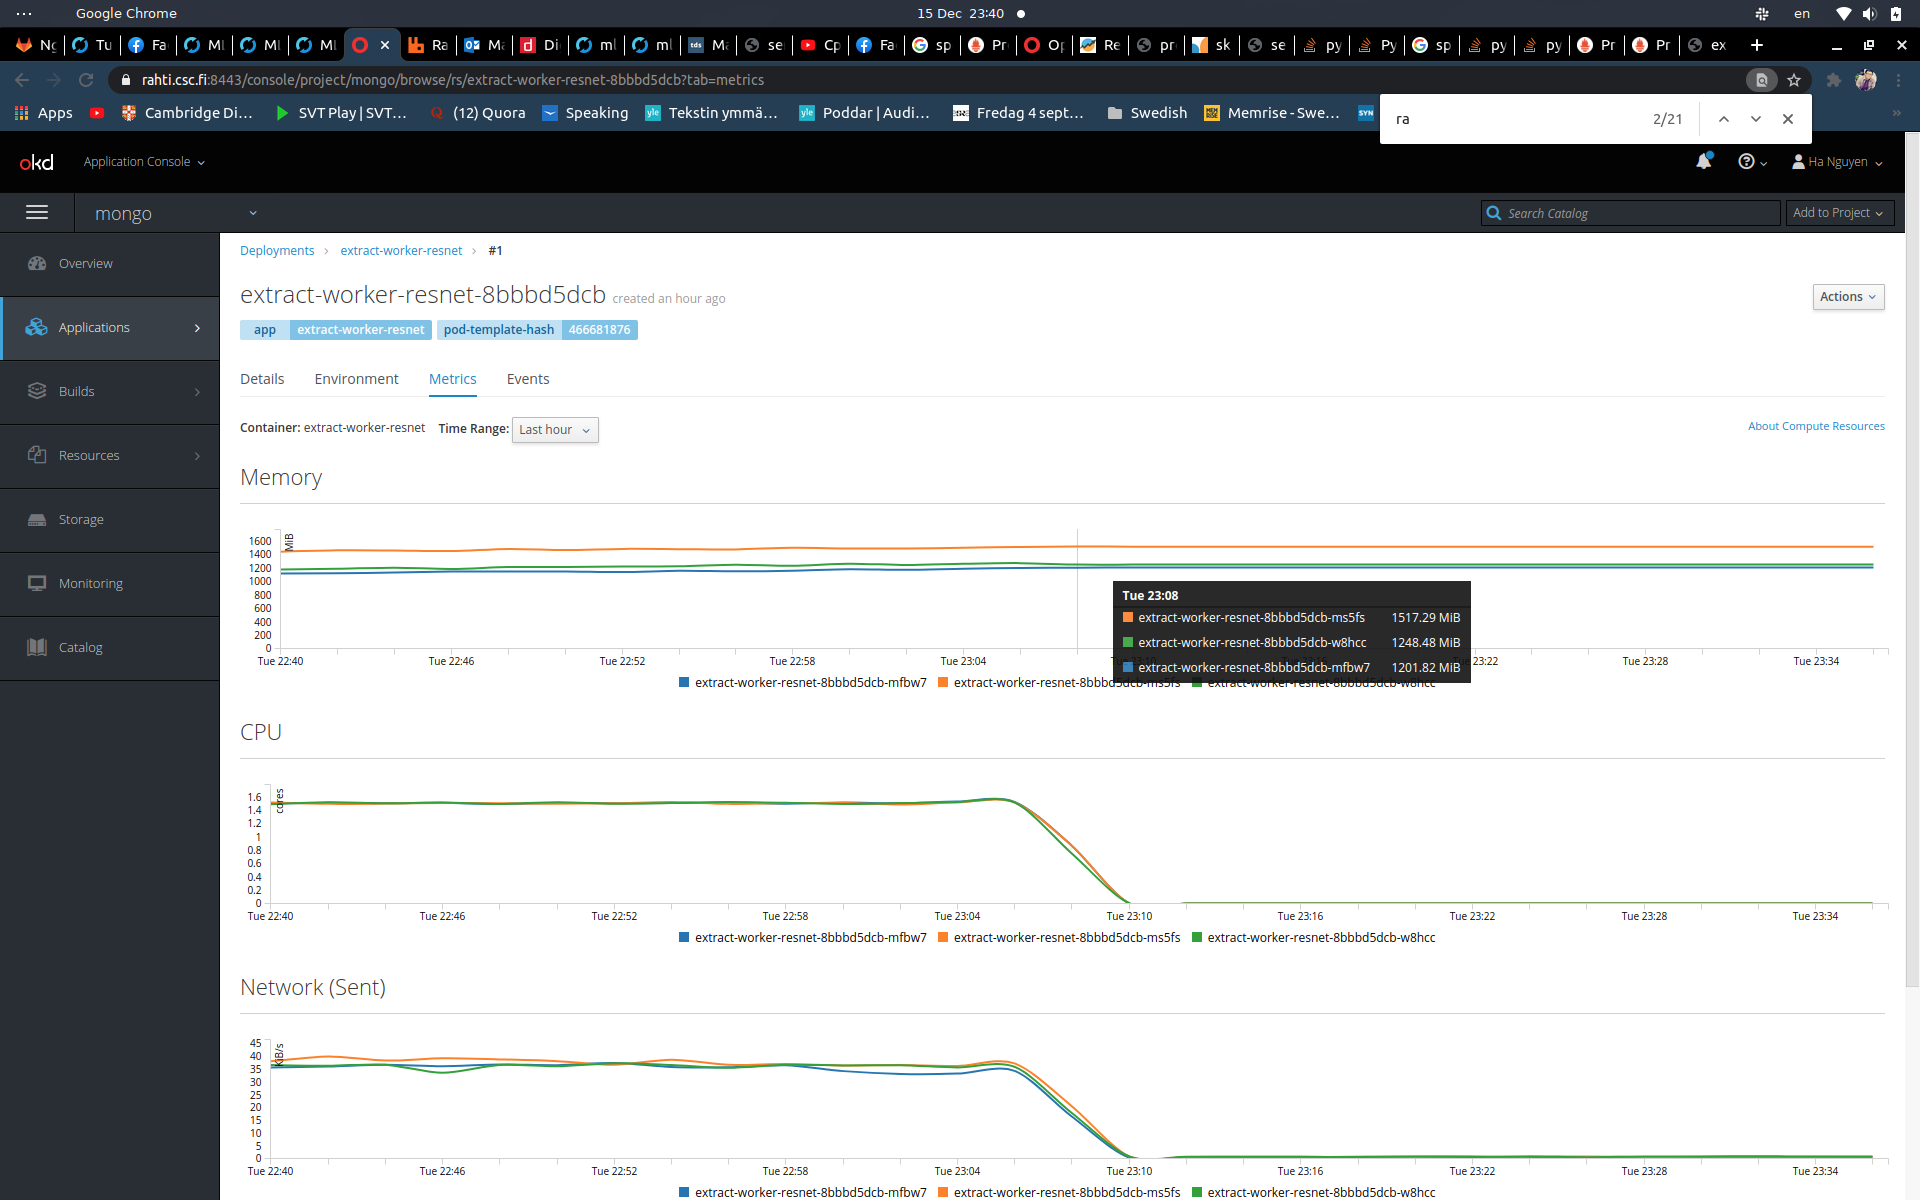 Google Chrome
15 Dec 23:40
en
Ng
Tu
Fa
ML
ML
ML
Ra
Ma
Di
ml
ml
tds
Ma
se
Cp
Fa
sp
Pr
Op
Re
pr
sk
se
py
Py
sp
py
py
Pr
Pr
ex
rahti.csc.fi:8443/console/project/mongo/browse/rs/extract-worker-resnet-8bbbd5dcb?tab=metrics
Apps
Cambridge Di...
SVT Play | SVT...
(12) Quora
Speaking
yle
Tekstin ymmä...
yle
Poddar | Audi...
Fredag 4 sept...
Swedish
Memrise - Swe...
SYN
»
ra
2/21
okd
Application Console
Ha Nguyen
mongo
Search Catalog
Add to Project
Overview
Applications
Builds
Resources
Storage
Monitoring
Catalog
Deployments › extract-worker-resnet › #1
extract-worker-resnet-8bbbd5dcb created an hour ago
Actions
app extract-worker-resnet pod-template-hash 466681876
Details Environment Metrics Events
Container: extract-worker-resnet Time Range: Last hour
About Compute Resources
Memory
MiB
1600
1400
1200
1000
800
600
400
200
0
Tue 22:40 Tue 22:46 Tue 22:52 Tue 22:58 Tue 23:04 23:22 Tue 23:28 Tue 23:34
Tue 23:08
extract-worker-resnet-8bbbd5dcb-ms5fs 1517.29 MiB
extract-worker-resnet-8bbbd5dcb-w8hcc 1248.48 MiB
extract-worker-resnet-8bbbd5dcb-mfbw7 1201.82 MiB
extract-worker-resnet-8bbbd5dcb-mfbw7 extract-worker-resnet-8bbbd5dcb-ms5fs extract-worker-resnet-8bbbd5dcb-w8hcc
CPU
cores
1.6
1.4
1.2
1
0.8
0.6
0.4
0.2
0
Tue 22:40 Tue 22:46 Tue 22:52 Tue 22:58 Tue 23:04 Tue 23:10 Tue 23:16 Tue 23:22 Tue 23:28 Tue 23:34
extract-worker-resnet-8bbbd5dcb-mfbw7 extract-worker-resnet-8bbbd5dcb-ms5fs extract-worker-resnet-8bbbd5dcb-w8hcc
Network (Sent)
KiB/s
45
40
35
30
25
20
15
10
5
0
Tue 22:40 Tue 22:46 Tue 22:52 Tue 22:58 Tue 23:04 Tue 23:10 Tue 23:16 Tue 23:22 Tue 23:28 Tue 23:34
extract-worker-resnet-8bbbd5dcb-mfbw7 extract-worker-resnet-8bbbd5dcb-ms5fs extract-worker-resnet-8bbbd5dcb-w8hcc